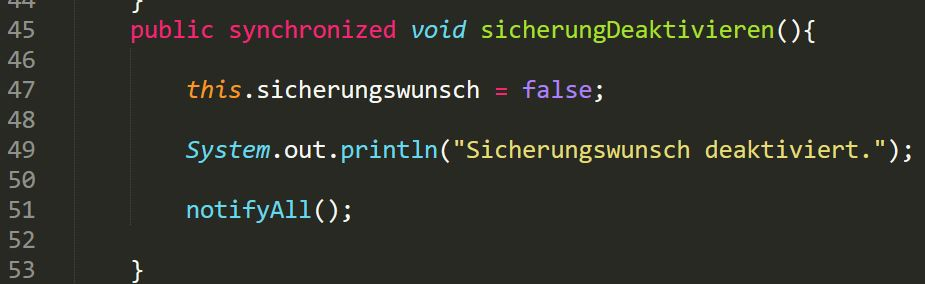 44 }
45 public synchronized void sicherungDeaktivieren(){
46
47 this.sicherungswunsch = false;
48
49 System.out.println("Sicherungswunsch deaktiviert.");
50
51 notifyAll();
52
53 }